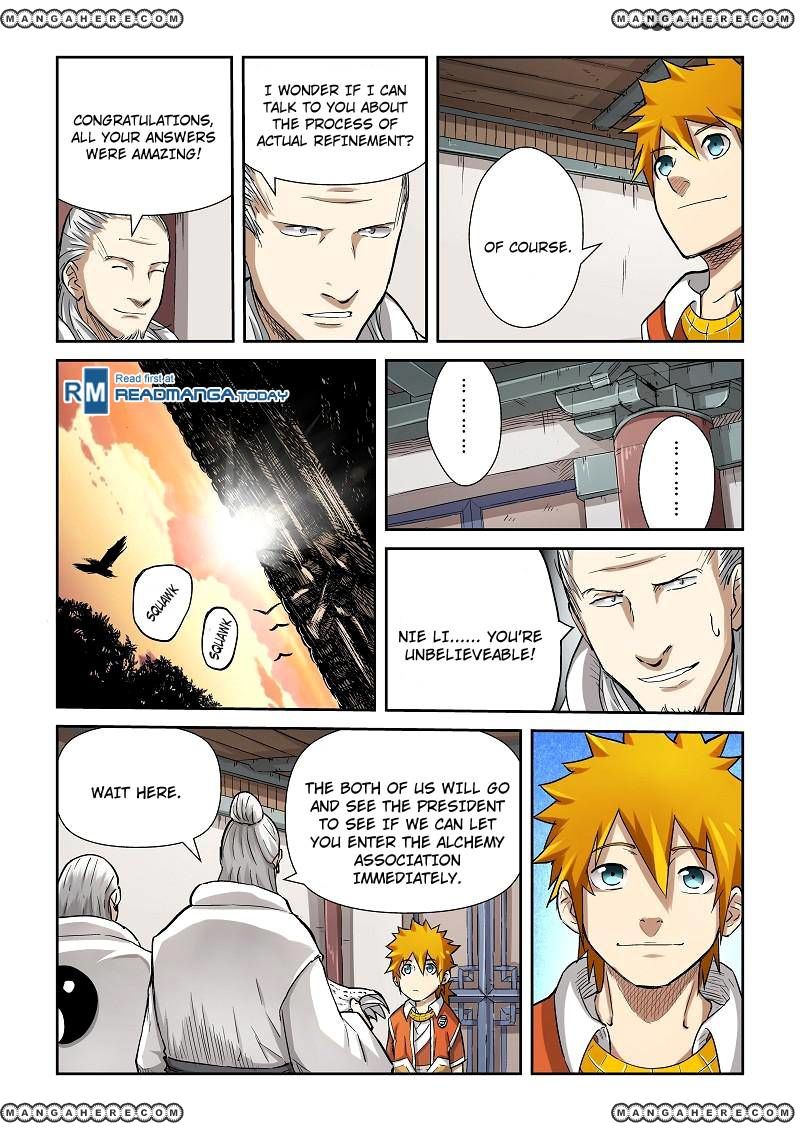 MANGAHERE.COM
MANGAHERE.COM
CONGRATULATIONS,
ALL YOUR ANSWERS
WERE AMAZING!
I WONDER IF I CAN
TALK TO YOU ABOUT
THE PROCESS OF
ACTUAL REFINEMENT?
OF COURSE.
RM
Read first at
READMANGA.TODAY
SQUAWK
SQUAWK
.........
.........
NIE LI...... YOU'RE
UNBELIEVEABLE!
WAIT HERE.
THE BOTH OF US WILL GO
AND SEE THE PRESIDENT
TO SEE IF WE CAN LET
YOU ENTER THE ALCHEMY
ASSOCIATION
IMMEDIATELY.
MANGAHERE.COM
MANGAHERE.COM